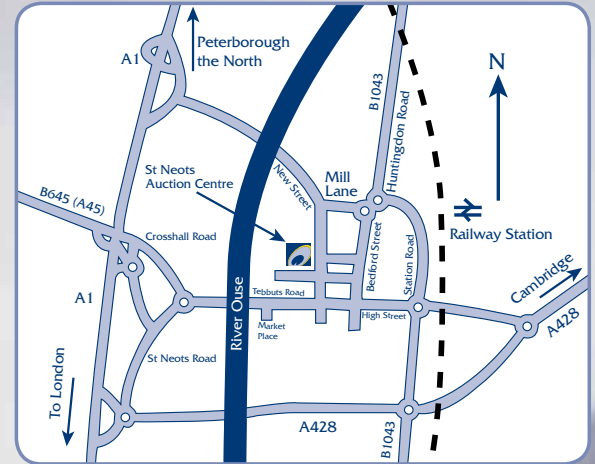 A1
Peterborough
the North
B1043
Huntingdon Road
N
St Neots
Auction Centre
New Street
Mill
Lane
B645 (A45)
Crosshall Road
Railway Station
Bedford Street
Station Road
Cambridge
A1
River Ouse
Tebbuts Road
Market
Place
High Street
A428
St Neots Road
To London
A428
B1043